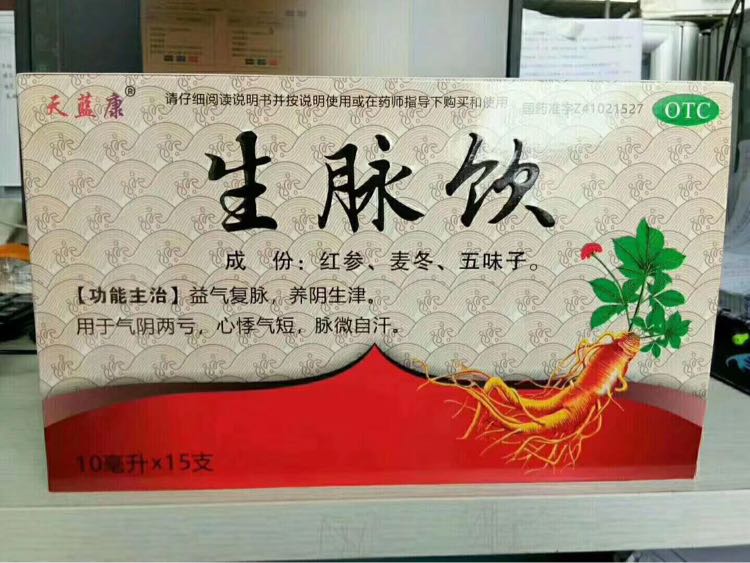 天蓝康®
请仔细阅读说明书并按说明使用或在药师指导下购买和使用
国药准字Z41021527
OTC
生脉饮
成 份：红参、麦冬、五味子。
【功能主治】益气复脉，养阴生津。
用于气阴两亏，心悸气短，脉微自汗。
10毫升×15支